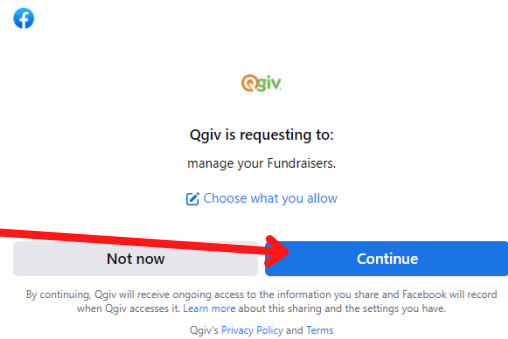 Qgiv
Qgiv is requesting to:
manage your Fundraisers.
Choose what you allow
Not now
Continue
By continuing, Qgiv will receive ongoing access to the information you share and Facebook will record
when Qgiv accesses it. Learn more about this sharing and the settings you have.
Qgiv's Privacy Policy and Terms